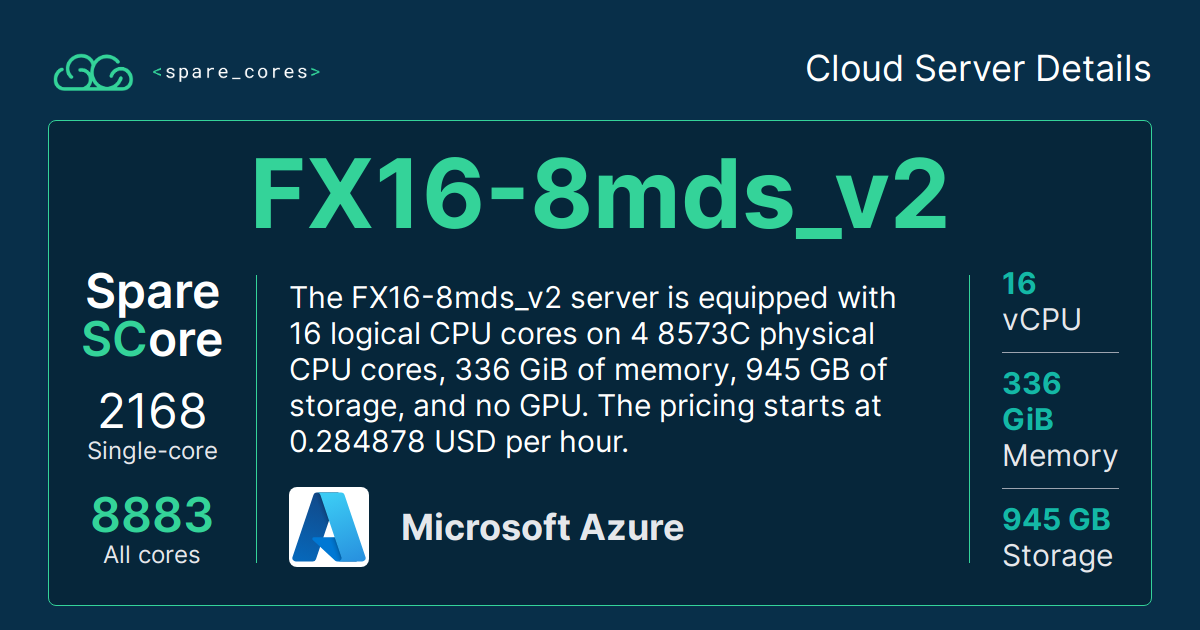 <spare_cores>
Cloud Server Details
FX16-8mds_v2
Spare
SCore
2168
Single-core
8883
All cores
The FX16-8mds_v2 server is equipped with
16 logical CPU cores on 4 8573C physical
CPU cores, 336 GiB of memory, 945 GB of
storage, and no GPU. The pricing starts at
0.284878 USD per hour.
Microsoft Azure
16
vCPU
336
GiB
Memory
945 GB
Storage